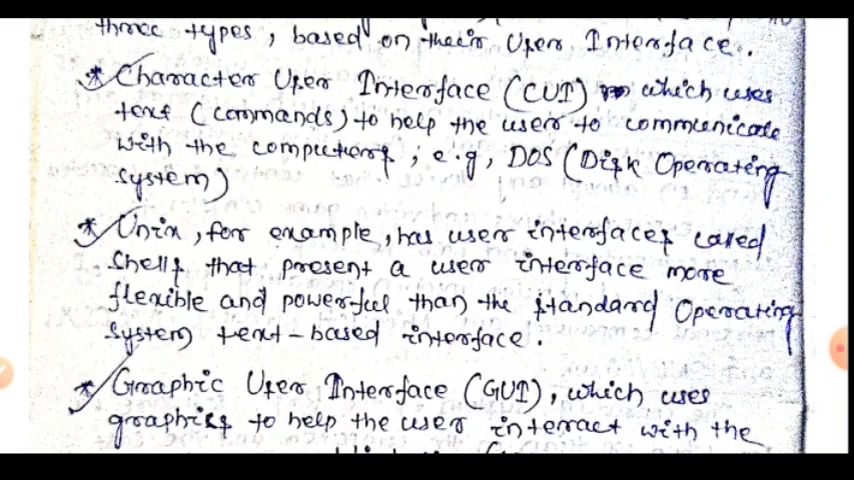 three types, based on their User Interface.
* Character User Interface (CUI) which uses
text (commands) to help the user to communicate
with the computers, e.g, DOS (Disk Operating
system)
* Unix, for example, has user interfaces called
shells that present a user interface more
flexible and powerful than the standard Operating
system text-based interface.
* Graphic User Interface (GUI), which uses
graphics to help the user interact with the